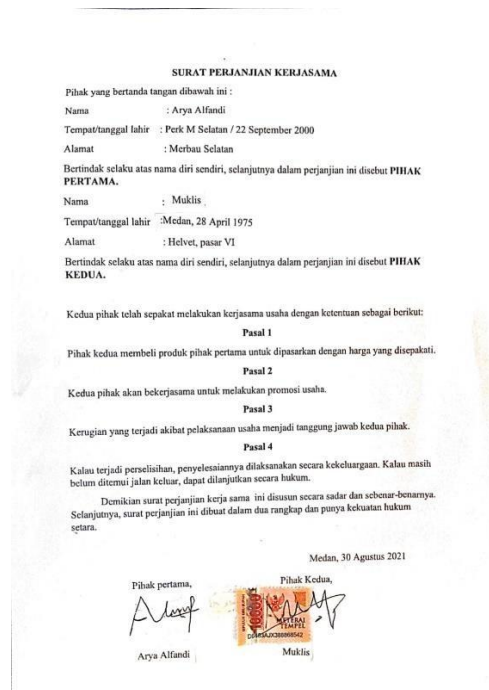 SURAT PERJANJIAN KERJASAMA
Pihak yang bertanda tangan dibawah ini :
Nama : Arya Alfandi
Tempat/tanggal lahir : Perk M Selatan / 22 September 2000
Alamat : Merbau Selatan
Bertindak selaku atas nama diri sendiri, selanjutnya dalam perjanjian ini disebut PIHAK
PERTAMA.
Nama : Muklis
Tempat/tanggal lahir :Medan, 28 April 1975
Alamat : Helvet, pasar VI
Bertindak selaku atas nama diri sendiri, selanjutnya dalam perjanjian ini disebut PIHAK
KEDUA.
Kedua pihak telah sepakat melakukan kerjasama usaha dengan ketentuan sebagai berikut:
Pasal 1
Pihak kedua membeli produk pihak pertama untuk dipasarkan dengan harga yang disepakati.
Pasal 2
Kedua pihak akan bekerjasama untuk melakukan promosi usaha.
Pasal 3
Kerugian yang terjadi akibat pelaksanaan usaha menjadi tanggung jawab kedua pihak.
Pasal 4
Kalau terjadi perselisihan, penyelesaiannya dilaksanakan secara kekeluargaan. Kalau masih
belum ditemui jalan keluar, dapat dilanjutkan secara hukum.
Demikian surat perjanjian kerja sama ini disusun secara sadar dan sebenar-benarnya.
Selanjutnya, surat perjanjian ini dibuat dalam dua rangkap dan punya kekuatan hukum
setara.
Medan, 30 Agustus 2021
Pihak pertama, Pihak Kedua,
10000
METERAI
TEMPEL
Arya Alfandi Muklis